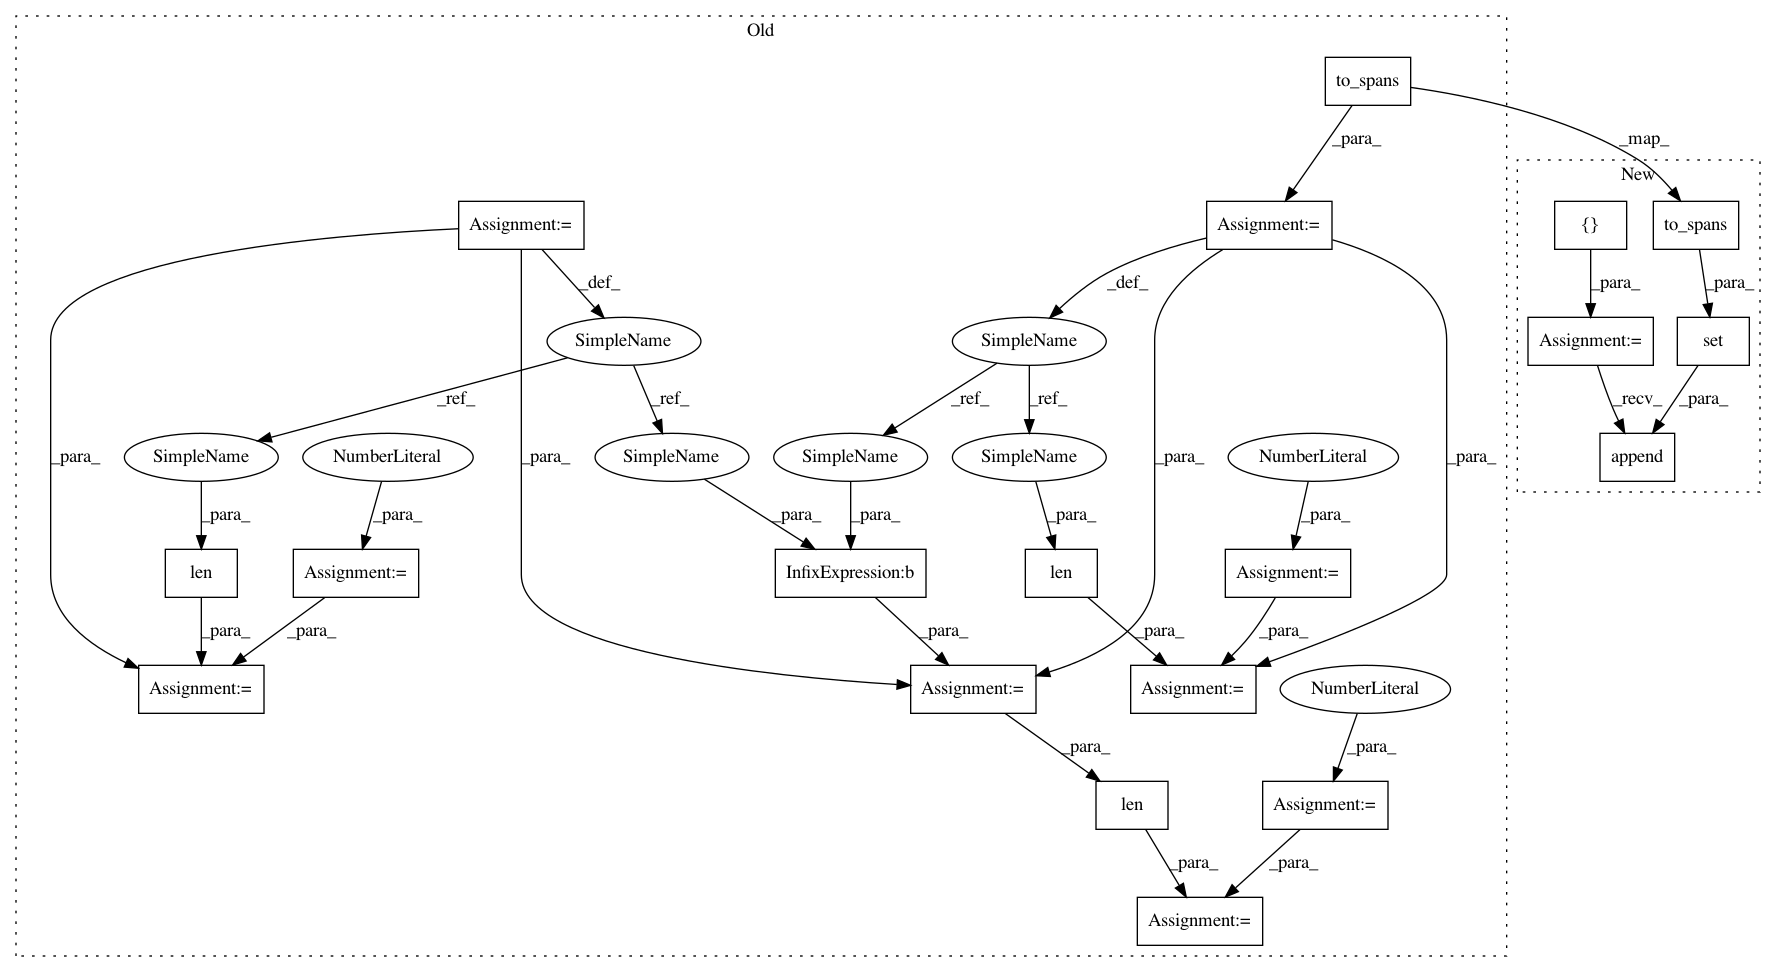 Old
to_spans
_para_
_map_
New
Assignment:=
Assignment:=
{}
to_spans
_def_
_def_
_para_
_para_
SimpleName
SimpleName
Assignment:=
set
_ref_
_ref_
_ref_
_ref_
_recv_
_para_
_para_
_para_
_para_
_para_
SimpleName
NumberLiteral
SimpleName
SimpleName
SimpleName
NumberLiteral
append
_para_
_para_
_para_
_para_
_para_
_para_
len
Assignment:=
InfixExpression:b
len
Assignment:=
_para_
_para_
_para_
_para_
_para_
Assignment:=
Assignment:=
Assignment:=
NumberLiteral
_para_
_para_
len
Assignment:=
_para_
_para_
Assignment:=